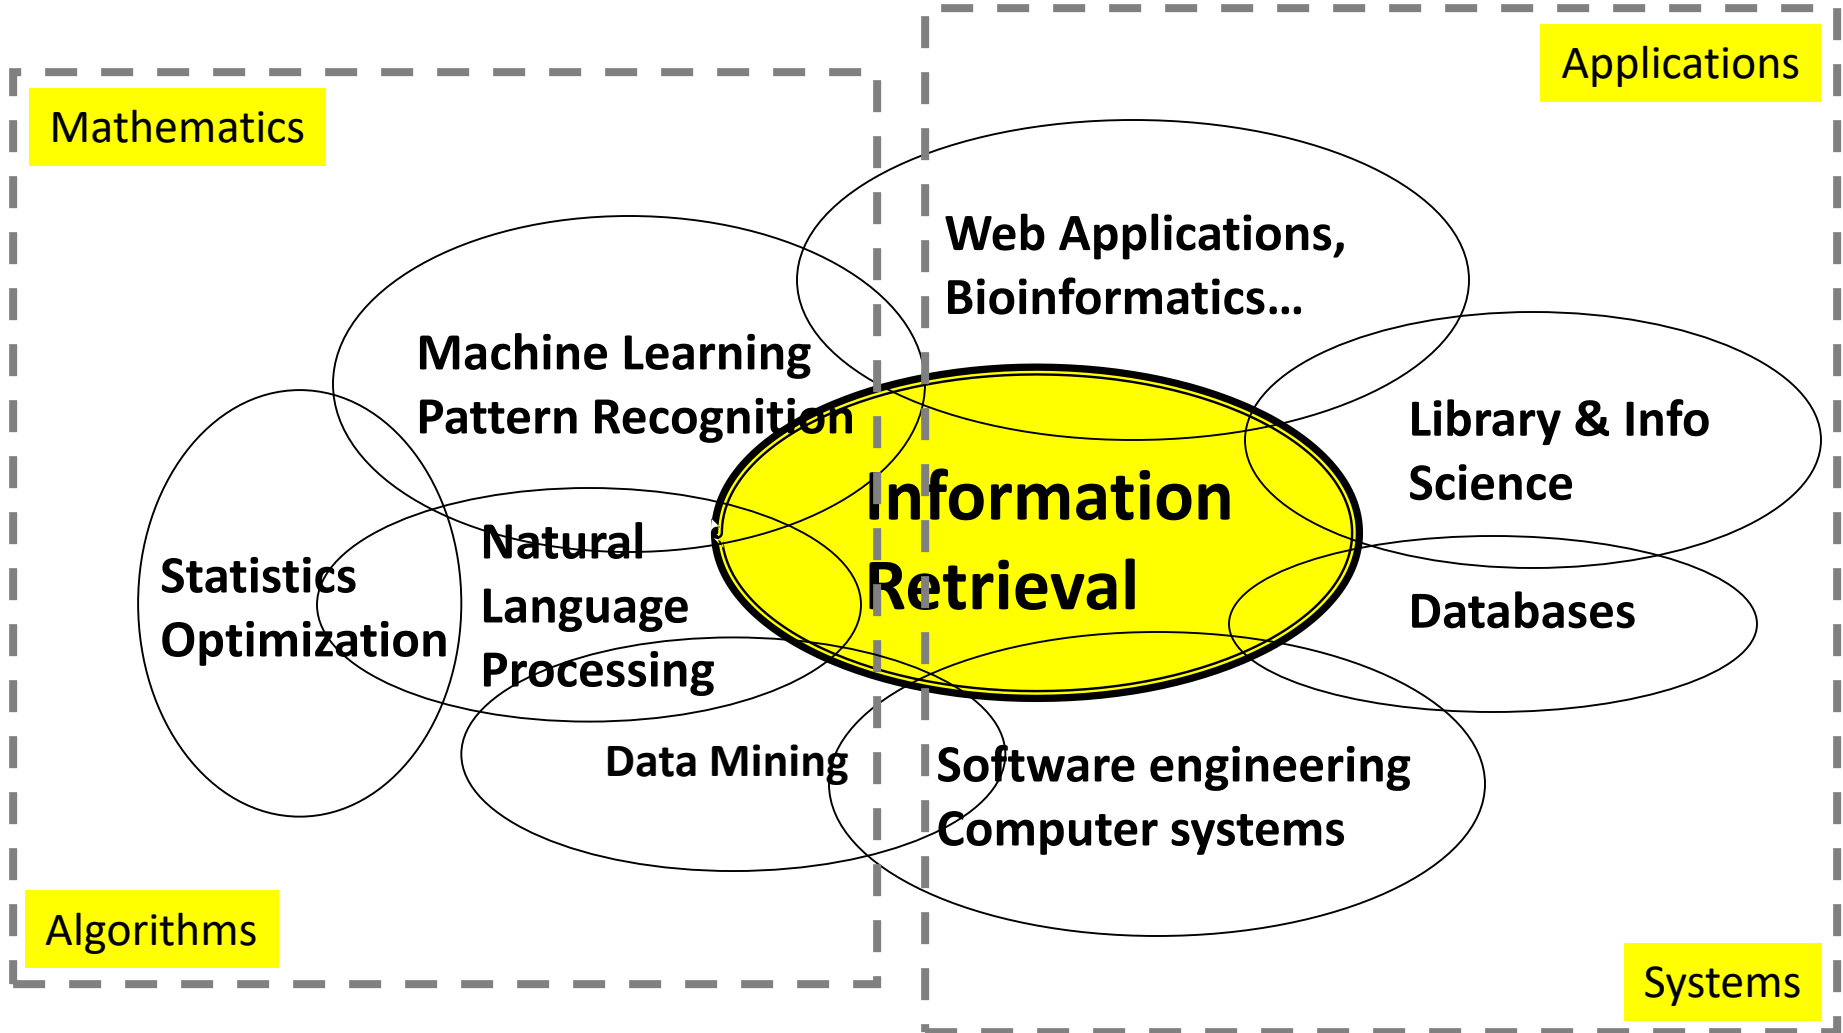 Applications
Mathematics
Web Applications,
Bioinformatics…
Machine Learning
Pattern Recognition
Library & Info
Science
Information
Retrieval
Natural
Language
Processing
Statistics
Optimization
Databases
Data Mining
Software engineering
Computer systems
Algorithms
Systems